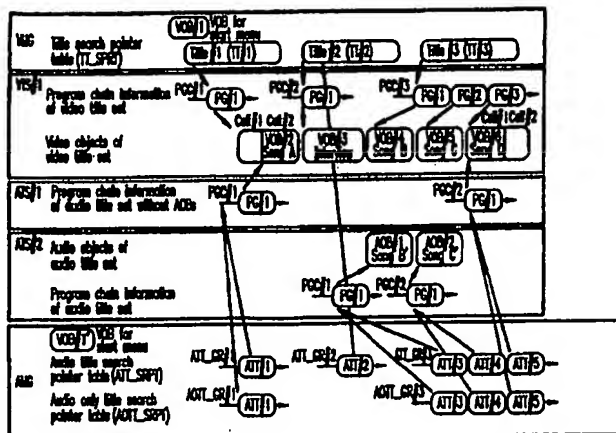 VOB#1 VOB for
start menu
VMG Title search pointer
table (TT_SRPT)
Title #1 (TT#1)
Title #2 (TT#2)
Title #3 (TT#3)
VTS#1 Program chain information
of video title set
PGC#1 PG#1
PGC#2 PG#1
PGC#3 PG#1 PG#2 PG#3
Cell#1 Cell#2
Cell#1 Cell#2
Video objects of
video title set
VOB#2
Song A
VOB#3
VOB#4
Song B
VOB#5
Song C
VOB#6
Song
ATS#1 Program chain information
of audio title set without AOBs
PGC#1 PG#1
PGC#2 PG#1
ATS#2 Audio objects of
audio title set
AOB#1
Song B'
AOB#2
Song C'
Program chain information
of audio title set
PGC#1 PG#1
PGC#2 PG#1
VOB#1' VOB for
start menu
AMG Audio title search
pointer table (ATT_SRPT)
ATT_GR#1 ATT#1
ATT_GR#2 ATT#2
ATT#3 ATT#4 ATT#5
Audio only title search
pointer table (AOTT_SRPT)
AOTT_GR#1 ATT#1
AOTT_GR#3 ATT#3 ATT#4 ATT#5